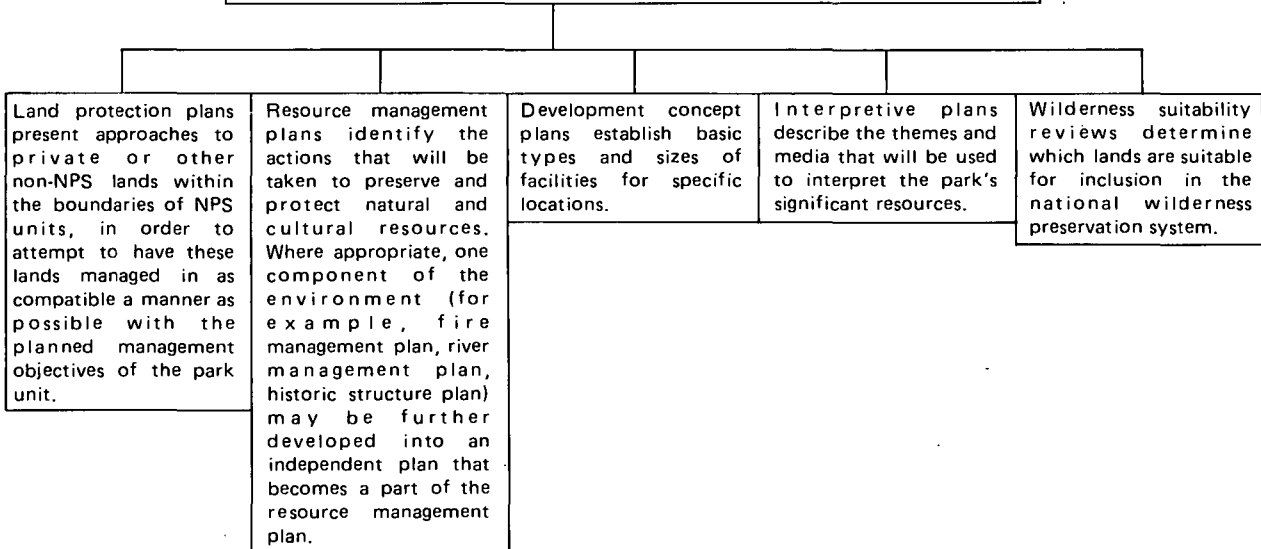 Land protection plans
present approaches to
private or other
non-NPS lands within
the boundaries of NPS
units, in order to
attempt to have these
lands managed in as
compatible a manner as
possible with the
planned management
objectives of the park
unit.
Resource management
plans identify the
actions that will be
taken to preserve and
protect natural and
cultural resources.
Where appropriate, one
component of the
environment (for
example, fire
management plan, river
management plan,
historic structure plan)
may be further
developed into an
independent plan that
becomes a part of the
resource management
plan.
Development concept
plans establish basic
types and sizes of
facilities for specific
locations.
Interpretive plans
describe the themes and
media that will be used
to interpret the park's
significant resources.
Wilderness suitability
reviews determine
which lands are suitable
for inclusion in the
national wilderness
preservation system.